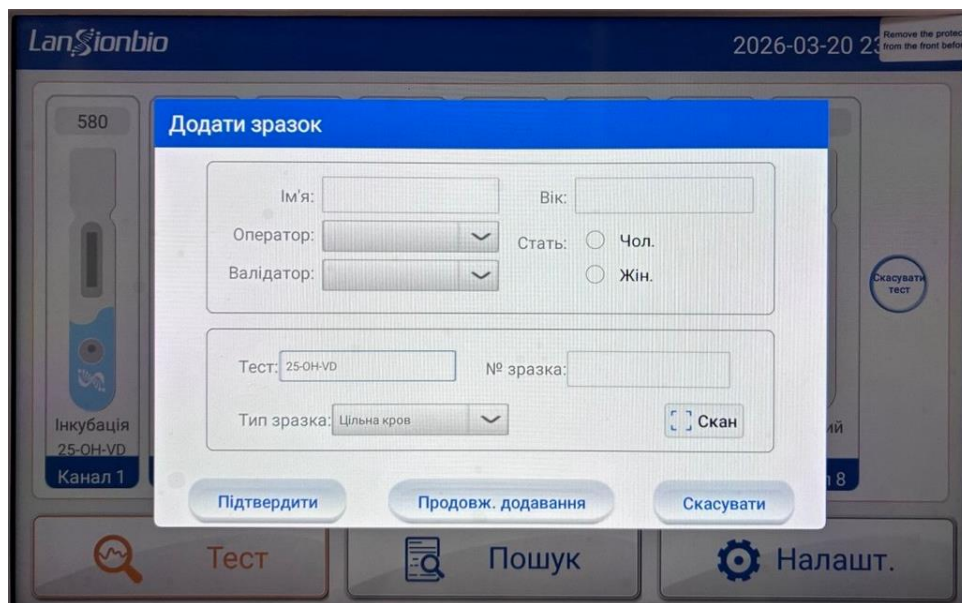 Lansionbio
2026-03-20 23
Remove the protec
from the front befor
580
Додати зразок
Ім'я:
Вік:
Оператор:
Стать:
Чол.
Валідатор:
Жін.
Скасувати
тест
Тест: 25-OH-VD
№ зразка:
Тип зразка: Цільна кров
Скан
Інкубація
25-OH-VD
Канал 1
ий
л 8
Підтвердити
Продовж. додавання
Скасувати
Тест
Пошук
Налашт.